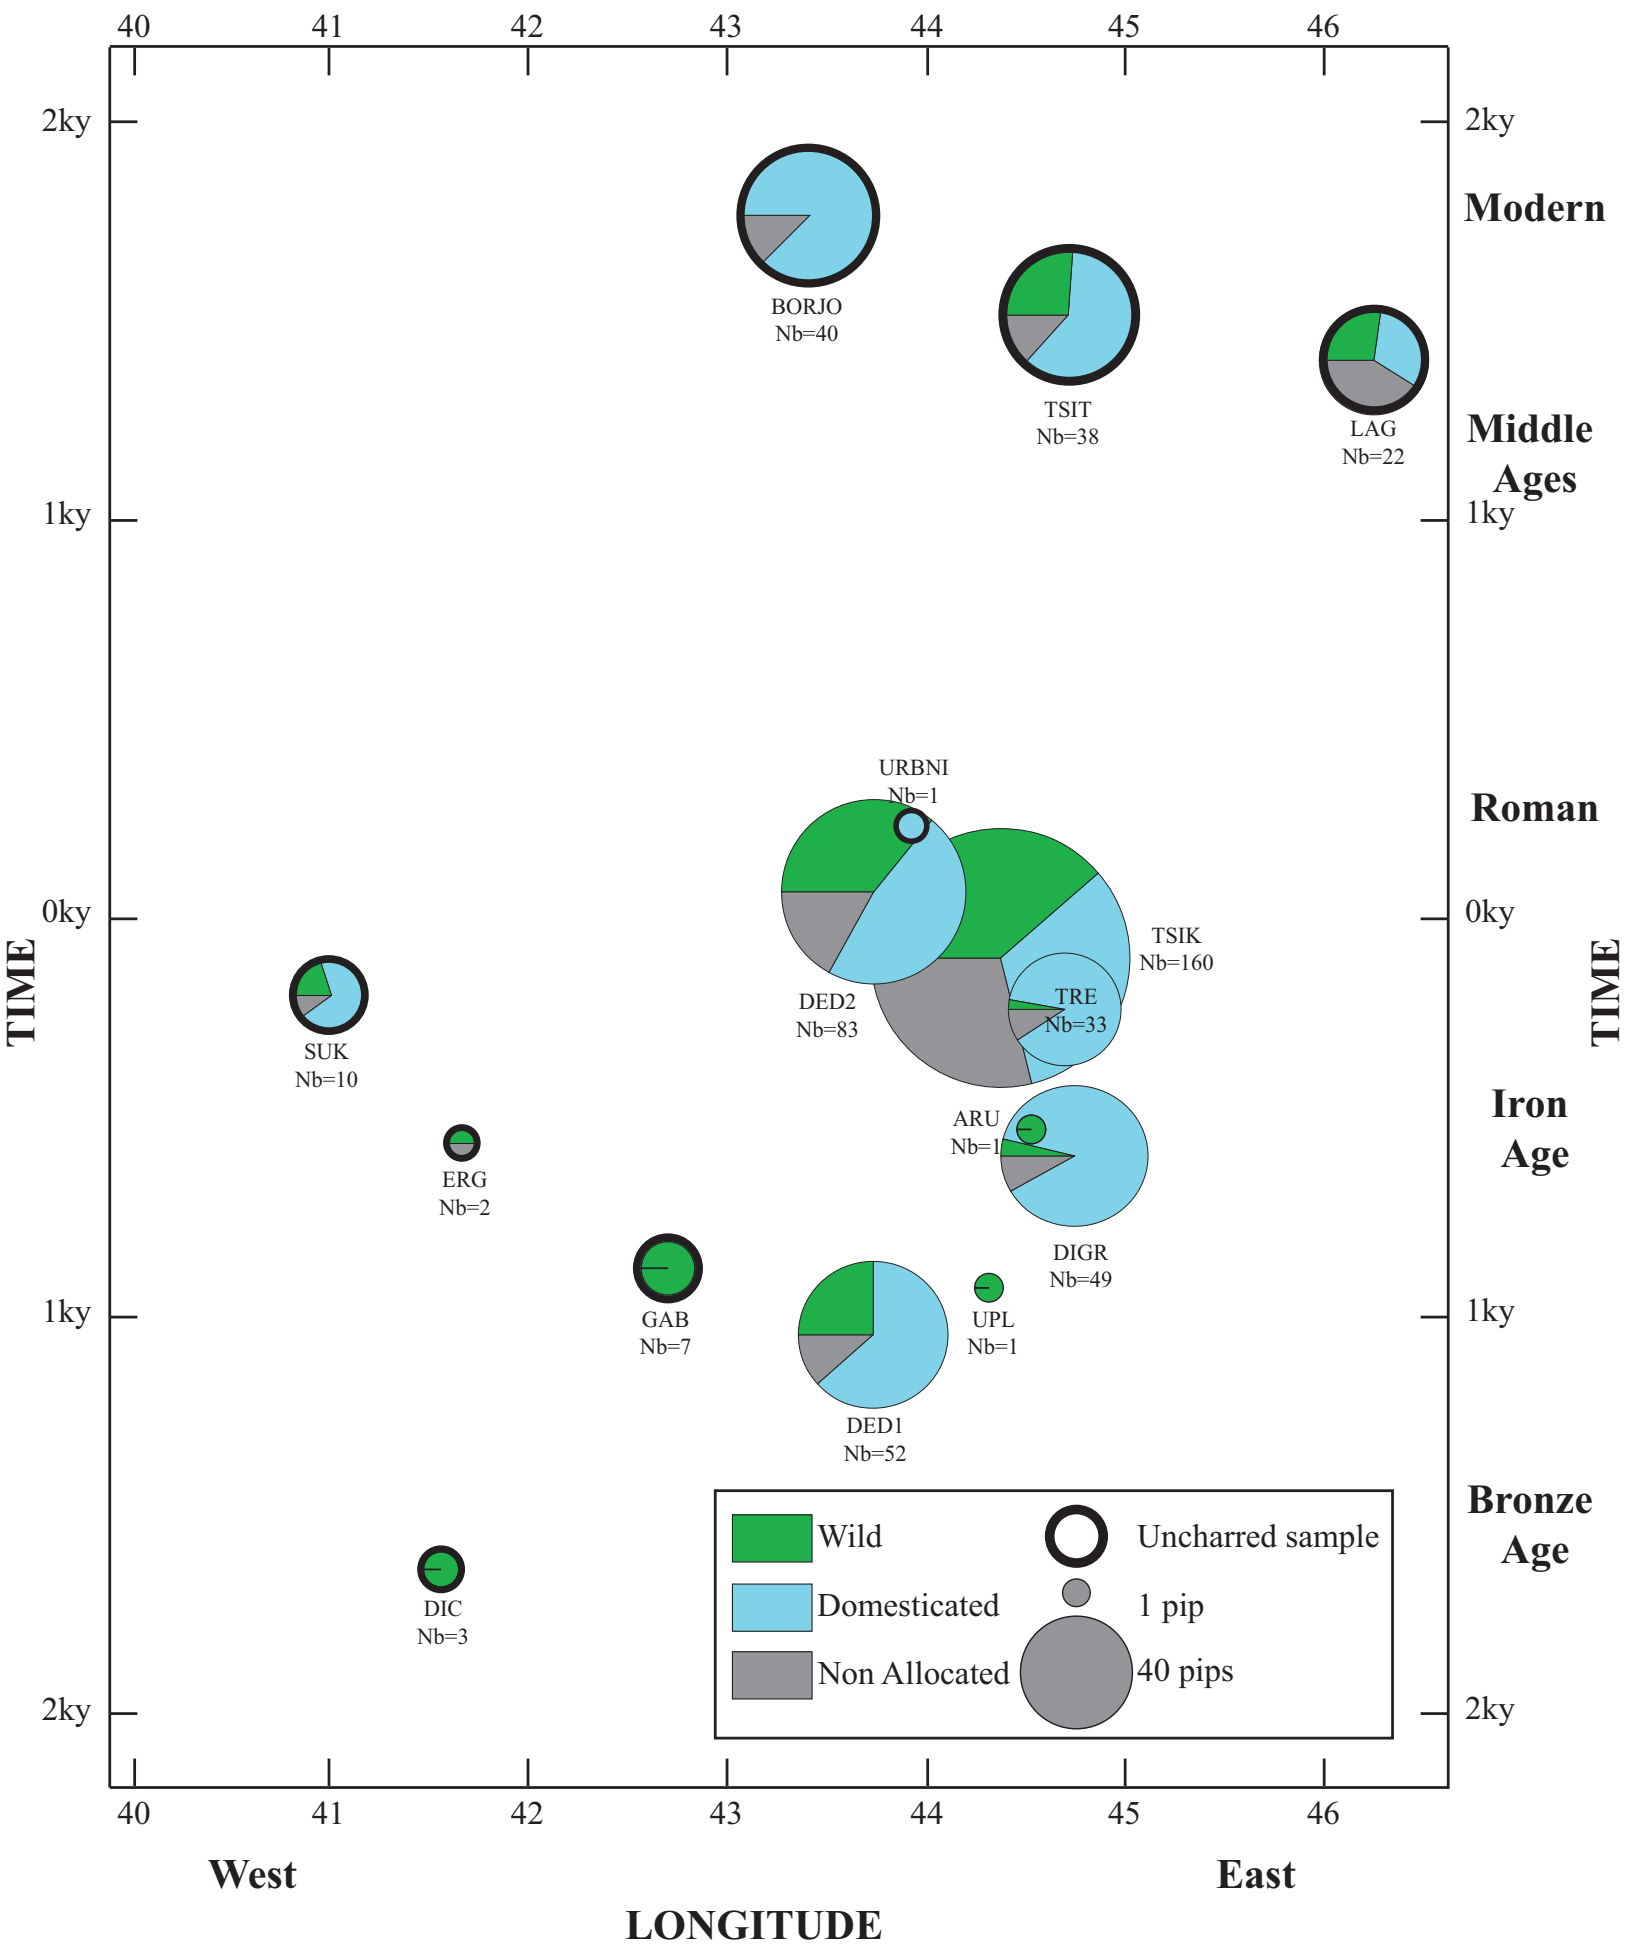 40 41 42 43 44 45 46
2ky 2ky
Modern
BORJO
Nb=40
TSIT
Nb=38
LAG
Nb=22
Middle
Ages
1ky 1ky
URBNI
Nb=1
Roman
0ky 0ky
TSIK
Nb=160
DED2
Nb=83
TRE
Nb=33
TIME TIME
SUK
Nb=10
ARU
Nb=1
Iron
Age
ERG
Nb=2
DIGR
Nb=49
GAB
Nb=7
UPL
Nb=1
1ky 1ky
DED1
Nb=52
Bronze
Age
DIC
Nb=3
Wild
Domesticated
Non Allocated
Uncharred sample
1 pip
40 pips
2ky 2ky
40 41 42 43 44 45 46
West East
LONGITUDE